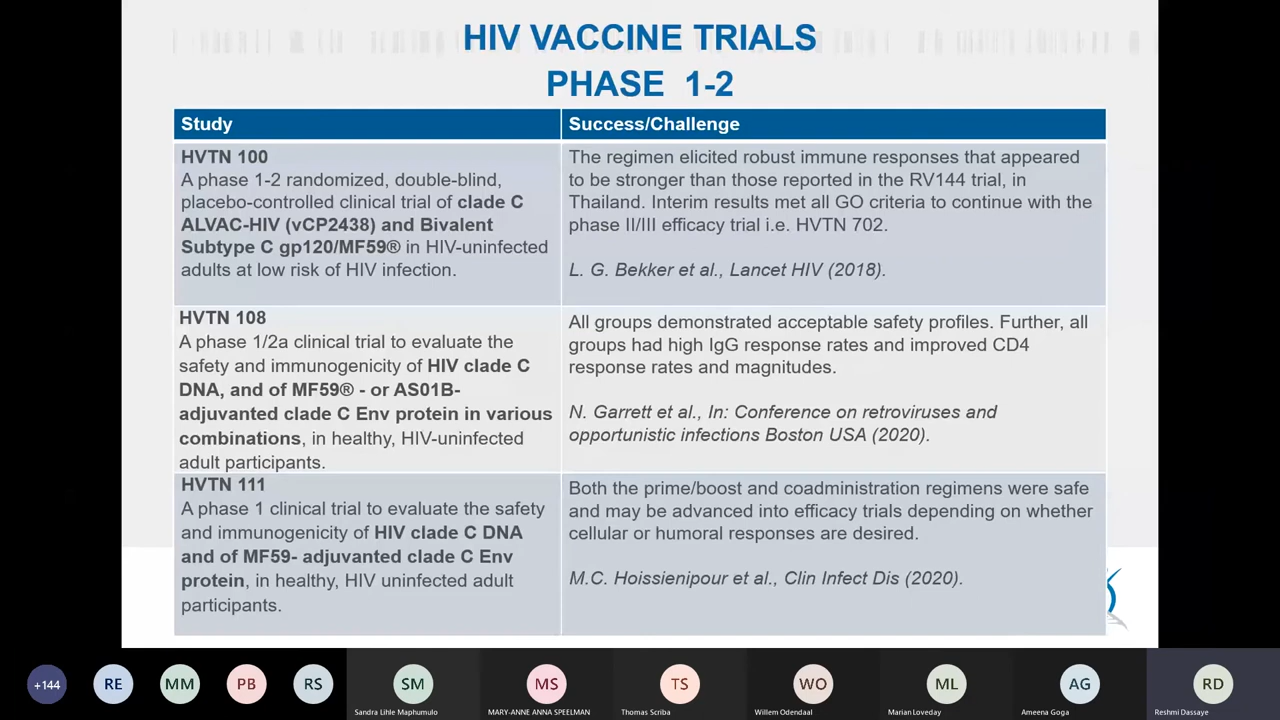 HIV VACCINE TRIALS
PHASE 1-2
Study
Success/Challenge
HVTN 100
A phase 1-2 randomized, double-blind,
placebo-controlled clinical trial of clade C
ALVAC-HIV (vCP2438) and Bivalent
Subtype C gp120/MF59® in HIV-uninfected
adults at low risk of HIV infection.
The regimen elicited robust immune responses that appeared
to be stronger than those reported in the RV144 trial, in
Thailand. Interim results met all GO criteria to continue with the
phase II/III efficacy trial i.e. HVTN 702.
L. G. Bekker et al., Lancet HIV (2018).
HVTN 108
A phase 1/2a clinical trial to evaluate the
safety and immunogenicity of HIV clade C
DNA, and of MF59® - or AS01B-
adjuvanted clade C Env protein in various
combinations, in healthy, HIV-uninfected
adult participants.
All groups demonstrated acceptable safety profiles. Further, all
groups had high IgG response rates and improved CD4
response rates and magnitudes.
N. Garrett et al., In: Conference on retroviruses and
opportunistic infections Boston USA (2020).
HVTN 111
A phase 1 clinical trial to evaluate the safety
and immunogenicity of HIV clade C DNA
and of MF59- adjuvanted clade C Env
protein, in healthy, HIV uninfected adult
participants.
Both the prime/boost and coadministration regimens were safe
and may be advanced into efficacy trials depending on whether
cellular or humoral responses are desired.
M.C. Hoissienipour et al., Clin Infect Dis (2020).
+144
RE
MM
PB
RS
SM
MS
TS
WO
ML
AG
RD
Sandra Lihle Maphumulo
MARY-ANNE ANNA SPEELMAN
Thomas Scriba
Willem Odendaal
Marian Loveday
Ameena Goga
Reshmi Dassaye